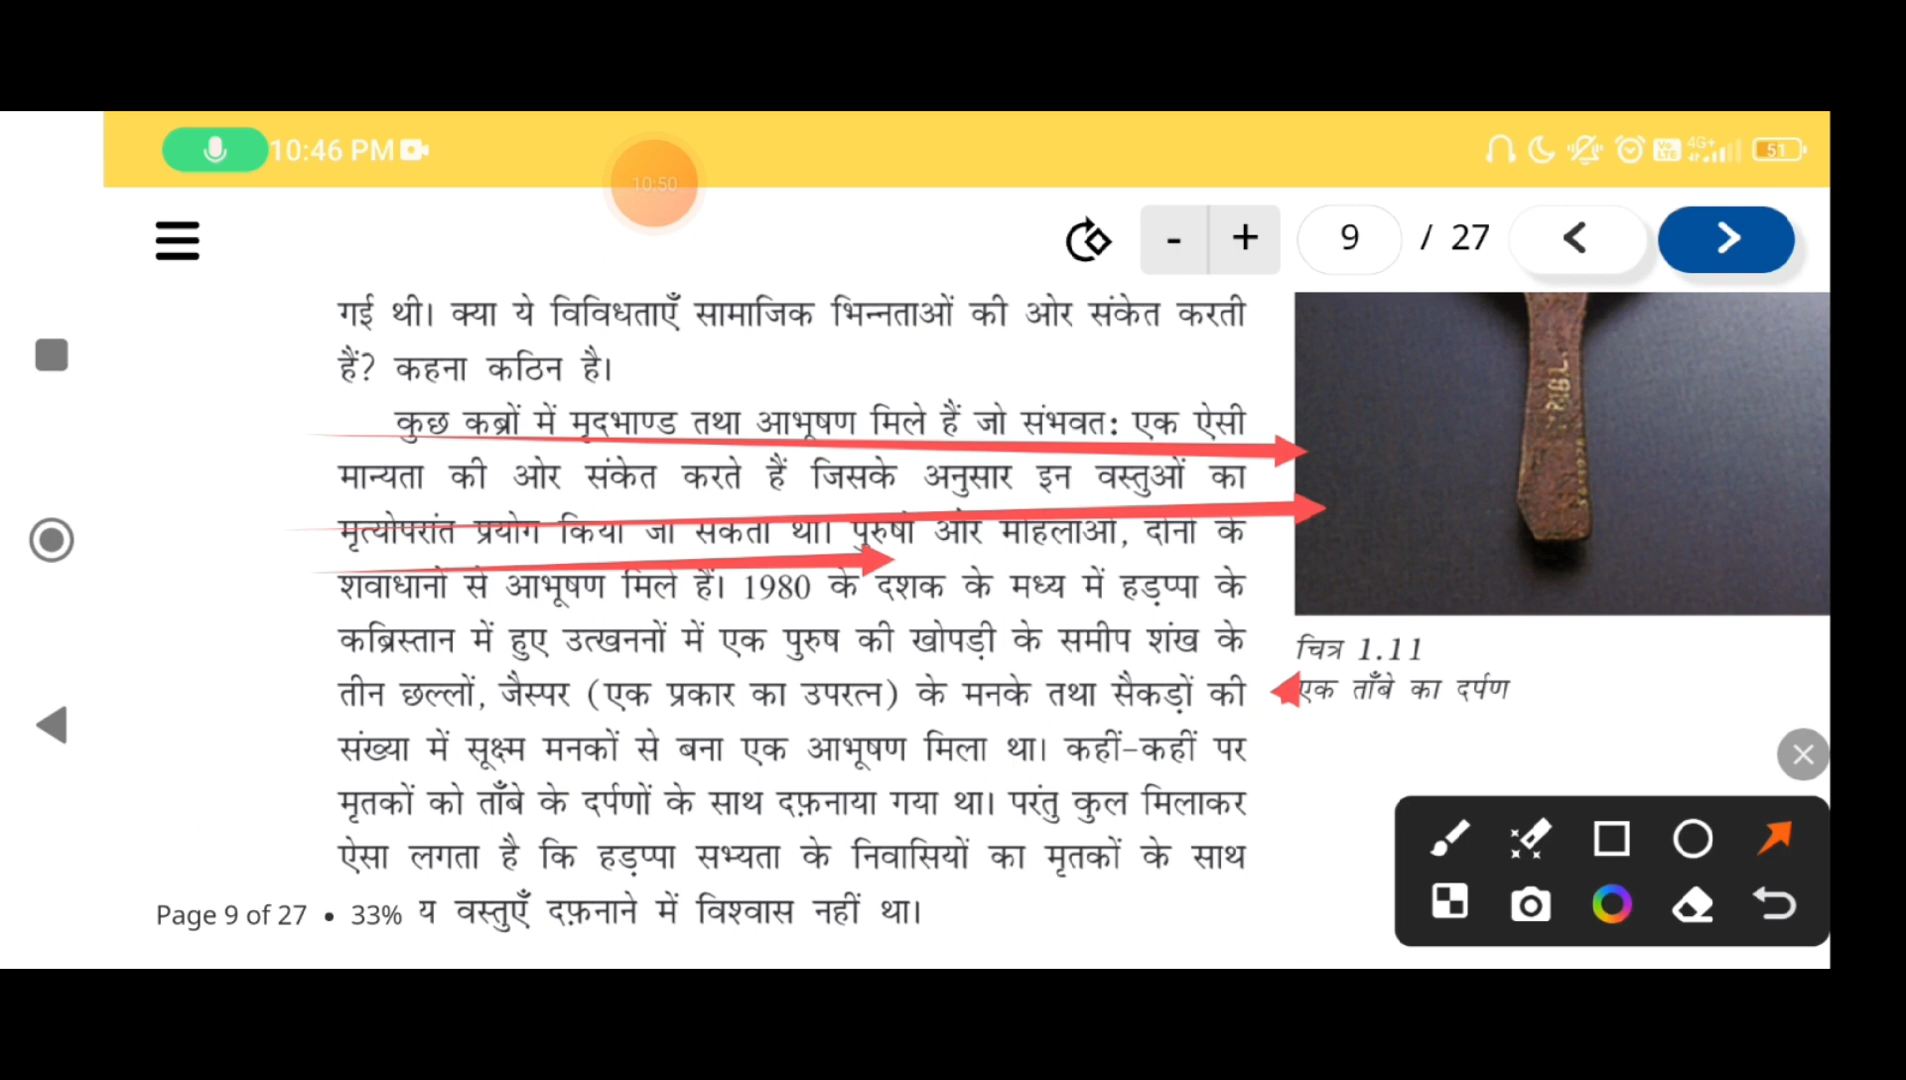 10:46 PM
10:50
4G+
Vo LTE
51
- + 9 / 27
गई थी। क्या ये विविधताएँ सामाजिक भिन्नताओं की ओर संकेत करती
हैं? कहना कठिन है।
कुछ कब्रों में मृदभाण्ड तथा आभूषण मिले हैं जो संभवत: एक ऐसी
मान्यता की ओर संकेत करते हैं जिसके अनुसार इन वस्तुओं का
मृत्योपरांत प्रयोग किया जा सकता था। पुरुषों और महिलाओं, दोनों के
शवाधानों से आभूषण मिले हैं। 1980 के दशक के मध्य में हड़प्पा के
कब्रिस्तान में हुए उत्खननों में एक पुरुष की खोपड़ी के समीप शंख के
तीन छल्लों, जैस्पर (एक प्रकार का उपरत्न) के मनके तथा सैकड़ों की
संख्या में सूक्ष्म मनकों से बना एक आभूषण मिला था। कहीं-कहीं पर
मृतकों को ताँबे के दर्पणों के साथ दफ़नाया गया था। परंतु कुल मिलाकर
ऐसा लगता है कि हड़प्पा सभ्यता के निवासियों का मृतकों के साथ
य वस्तुएँ दफ़नाने में विश्वास नहीं था।
Page 9 of 27 • 33%
चित्र 1.11
एक ताँबे का दर्पण